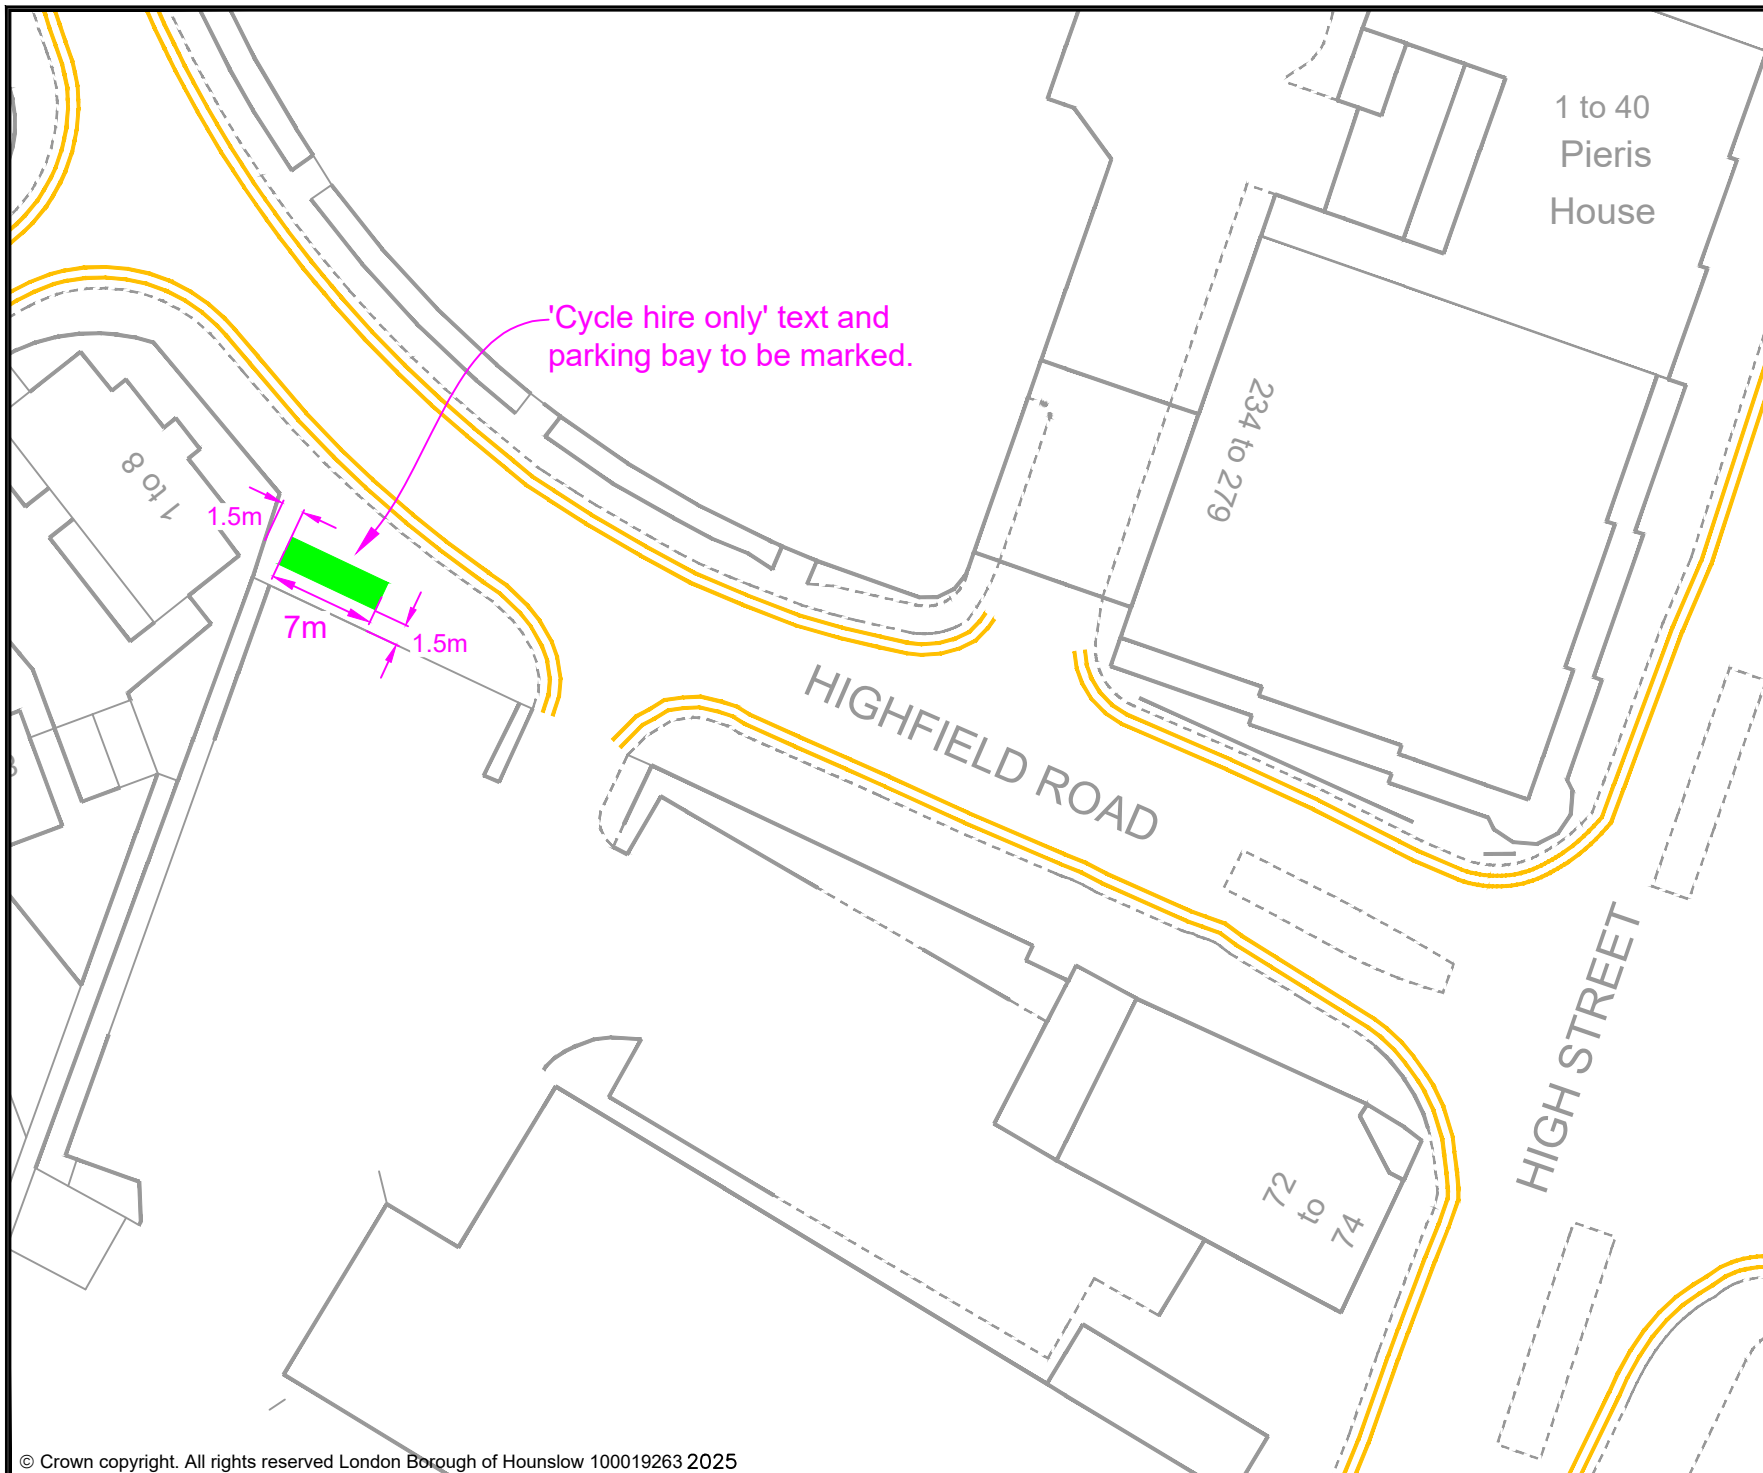 1 to 40
Pieris
House
'Cycle hire only' text and
parking bay to be marked.
234 to 279
1 to 8
1.5m
7m
1.5m
HIGHFIELD ROAD
HIGH STREET
72
to
74
© Crown copyright. All rights reserved London Borough of Hounslow 100019263 2025